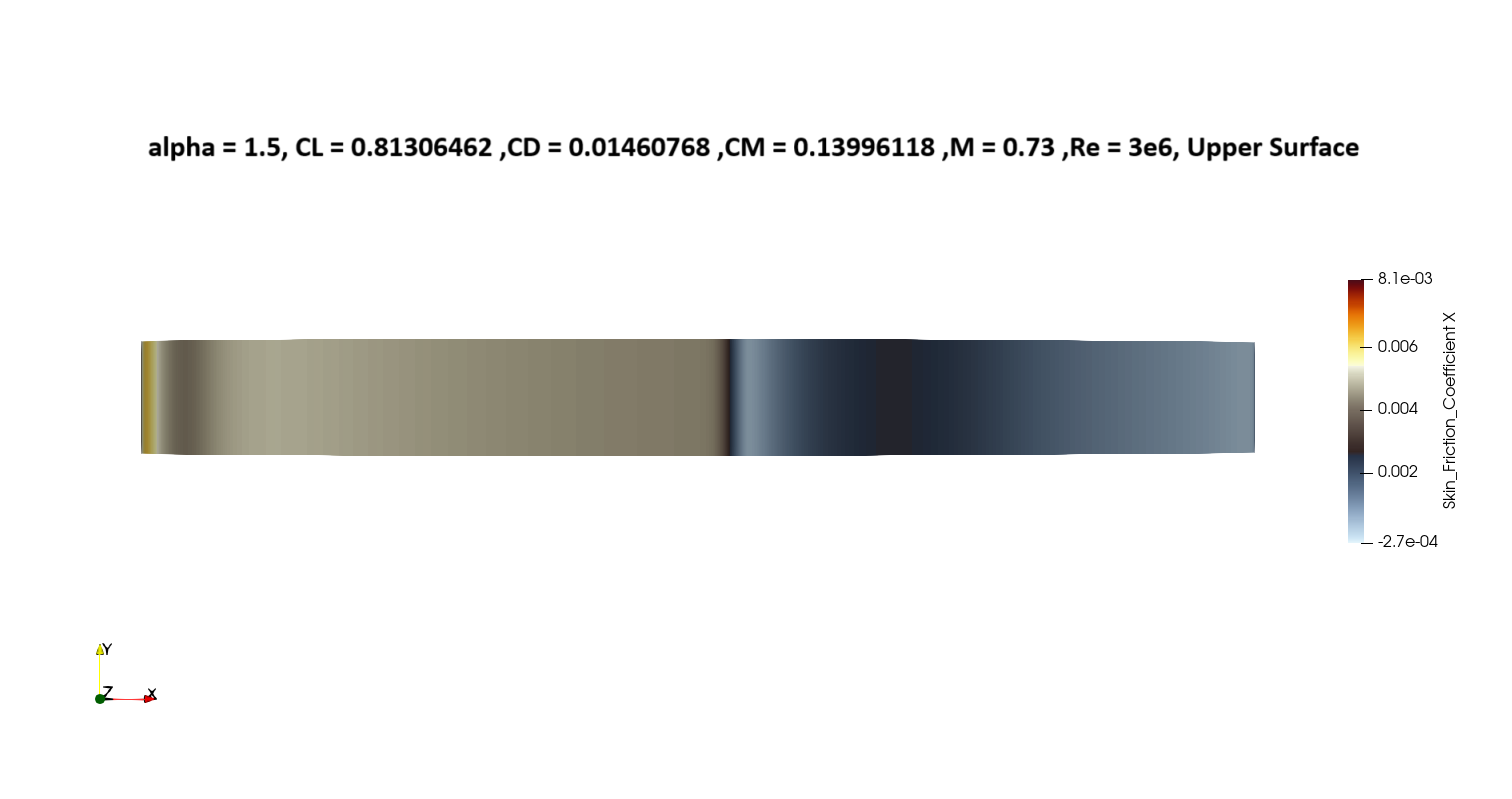 alpha = 1.5, CL = 0.81306462 ,CD = 0.01460768 ,CM = 0.13996118 ,M = 0.73 ,Re = 3e6, Upper Surface
8.1e-03
0.006
0.004
0.002
-2.7e-04
Skin_Friction_Coefficient X
Y
Z
X